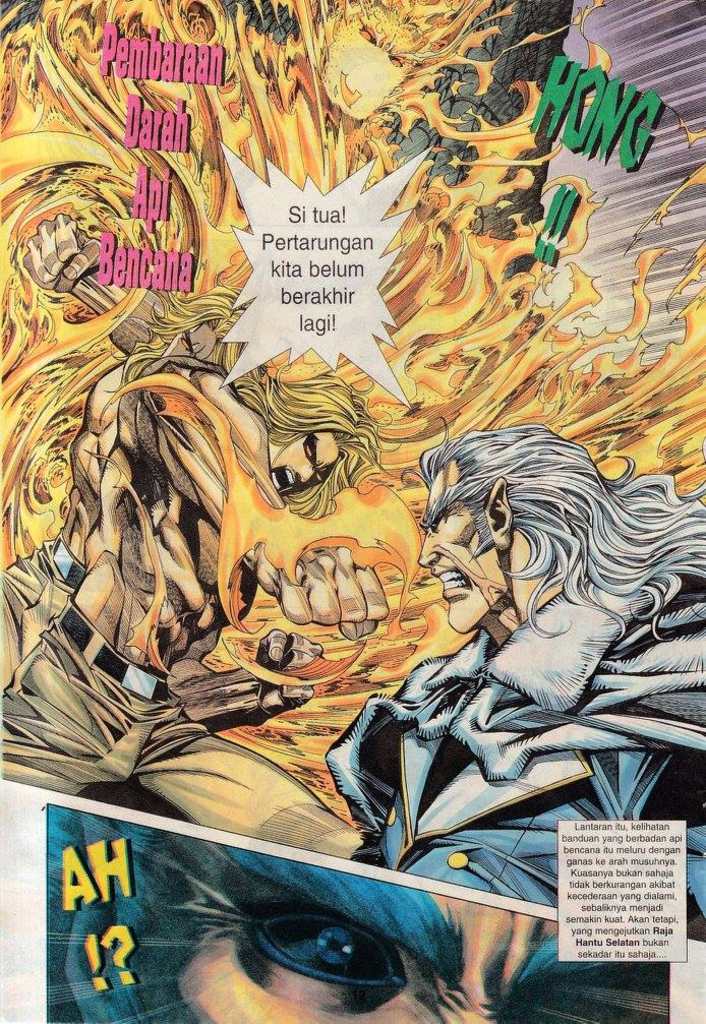 Pembaraan
Darah
Api
Bencana
HONG
!!
Si tua!
Pertarungan
kita belum
berakhir
lagi!
AH
!?
Lantaran itu, kelihatan
banduan yang berbadan api
bencana itu meluru dengan
ganas ke arah musuhnya.
Kuasanya bukan sahaja
tidak berkurangan akibat
kecederaan yang dialami,
sebaliknya menjadi
semakin kuat. Akan tetapi,
yang mengejutkan Raja
Hantu Selatan bukan
sekadar itu sahaja....